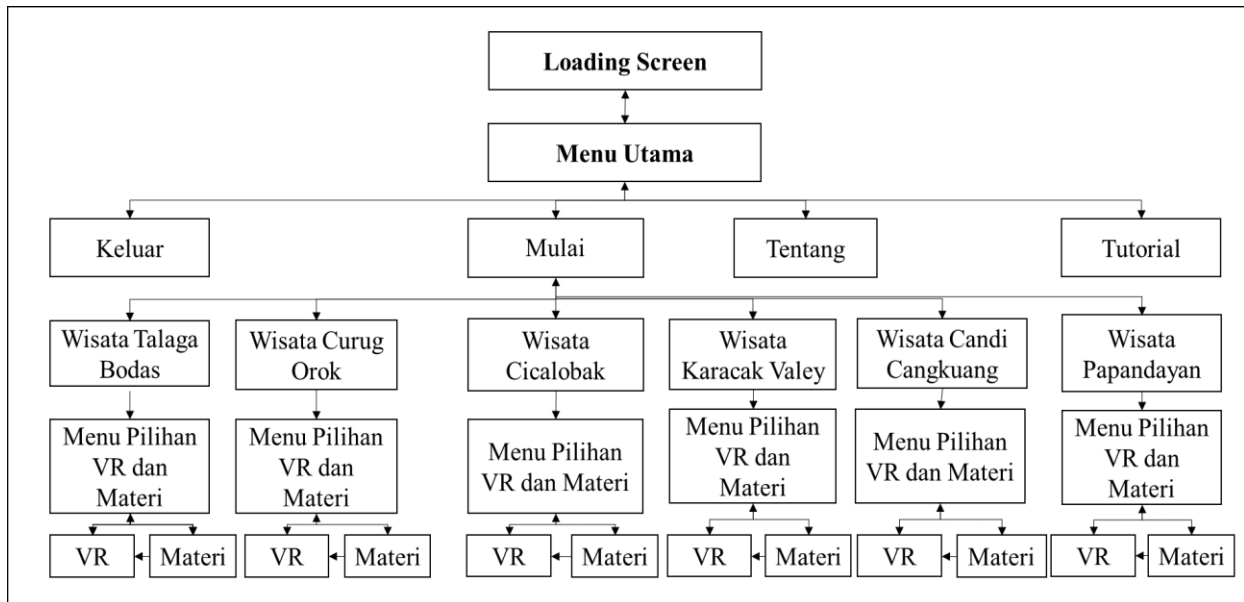 Loading Screen
Menu Utama
Keluar
Mulai
Tentang
Tutorial
Wisata Talaga
Bodas
Wisata Curug
Orok
Wisata
Cicalobak
Wisata
Karacak Valey
Wisata Candi
Cangkuang
Wisata
Papandayan
Menu Pilihan
VR dan
Materi
Menu Pilihan
VR dan
Materi
Menu Pilihan
VR dan Materi
Menu Pilihan
VR dan
Materi
Menu Pilihan
VR dan Materi
Menu Pilihan
VR dan
Materi
VR
Materi
VR
Materi
VR
Materi
VR
Materi
VR
Materi
VR
Materi